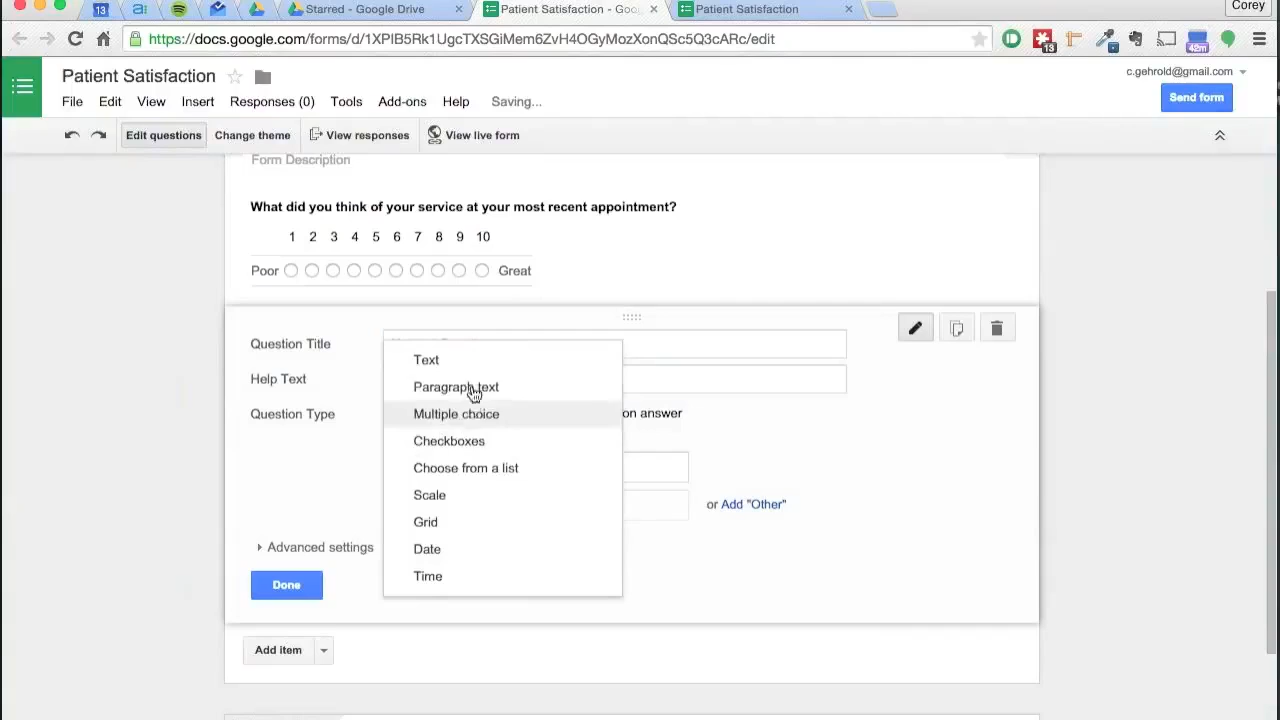 Corey
13
Starred - Google Drive
Patient Satisfaction - Goo
Patient Satisfaction
https://docs.google.com/forms/d/1XPIB5Rk1UgcTXSGiMem6ZvH4OGyMozXonQSc5Q3cARc/edit
13
42m
Patient Satisfaction
c.gehrold@gmail.com
File Edit View Insert Responses (0) Tools Add-ons Help Saving...
Send form
Edit questions Change theme View responses View live form
Form Description
What did you think of your service at your most recent appointment?
1 2 3 4 5 6 7 8 9 10
Poor Great
Question Title
Help Text
Question Type
Text
Paragraph text
Multiple choice
Checkboxes
Choose from a list
Scale
Grid
Date
Time
on answer
or Add "Other"
Advanced settings
Done
Add item